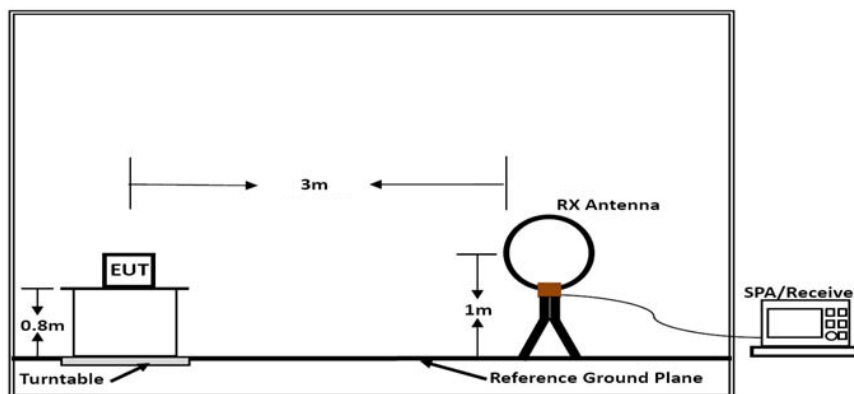 3m
RX Antenna
EUT
SPA/Receive
0.8m
1m
Turntable
Reference Ground Plane